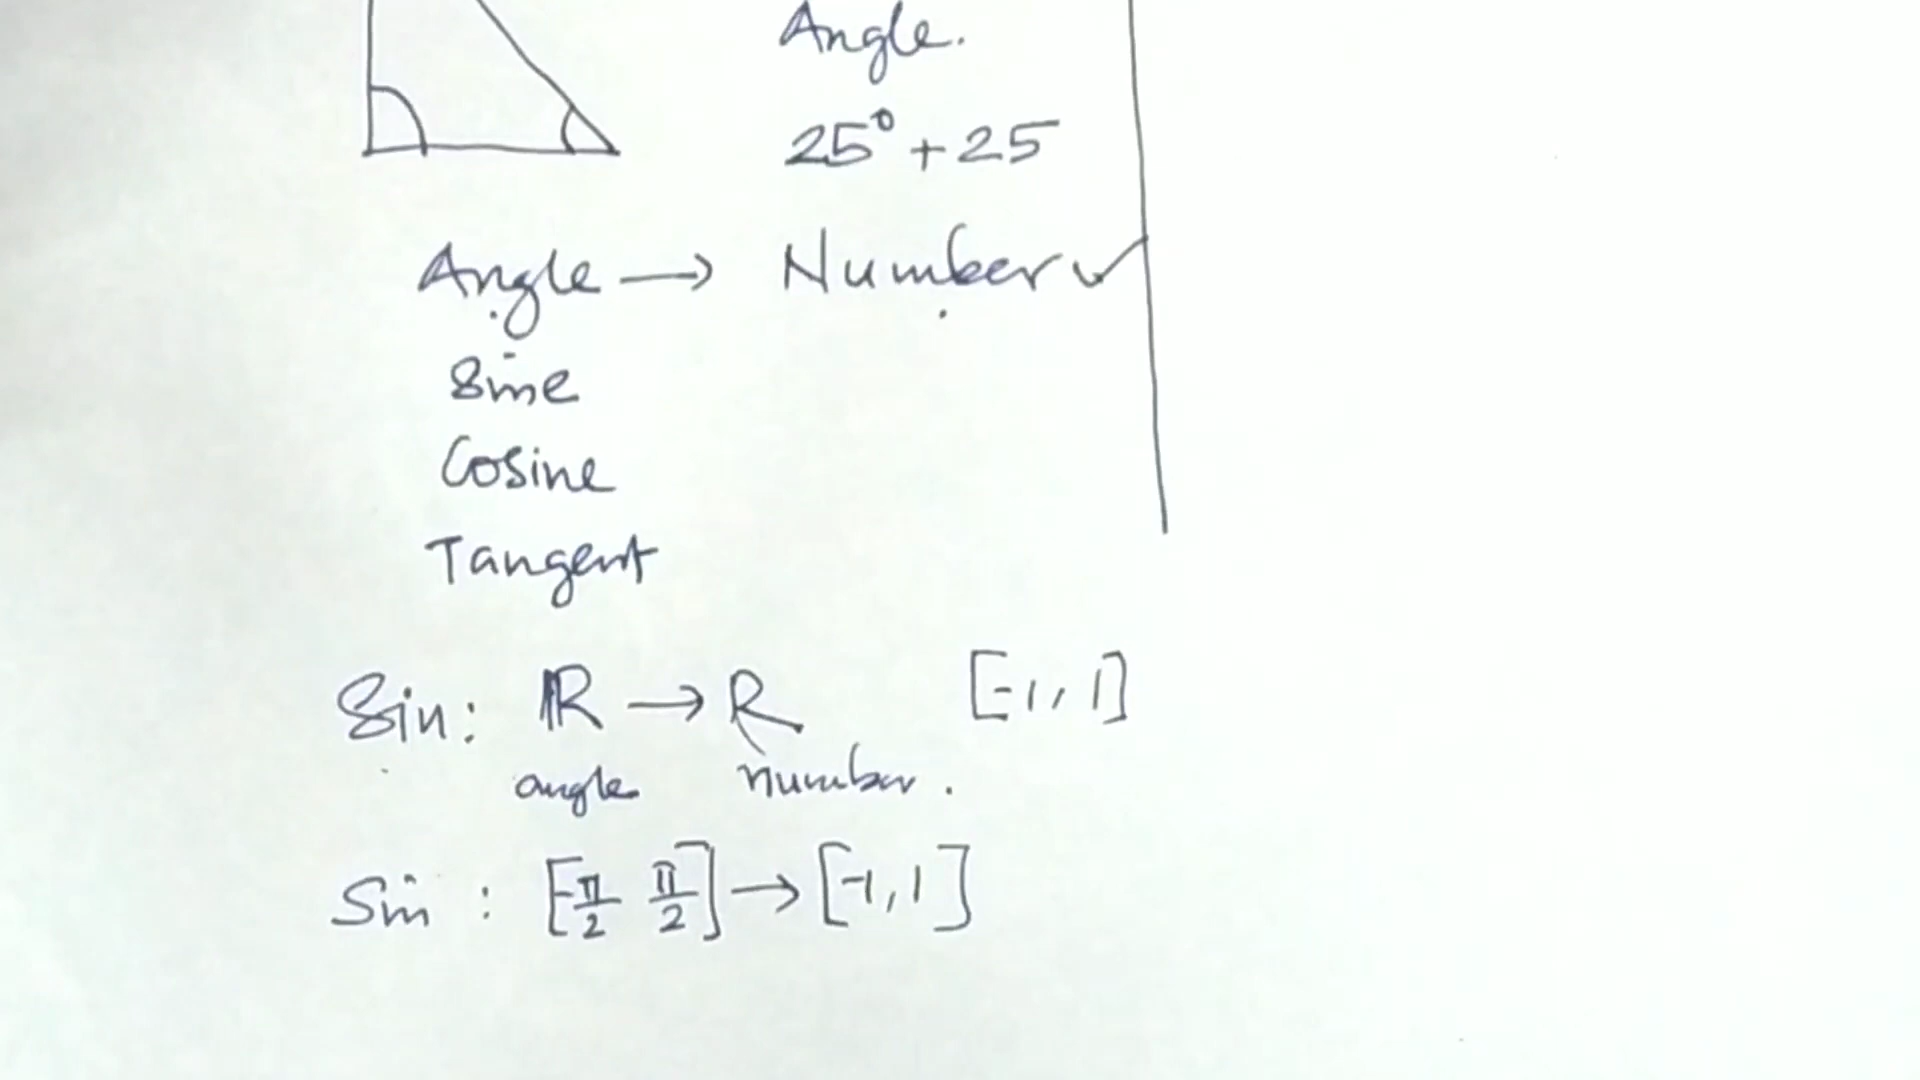 Angle.
25° + 25
Angle → Number ✓
Sine
Cosine
Tangent
Sin: ℝ → R [-1, 1]
angle number.
Sin : [-π/2 π/2] → [-1, 1]